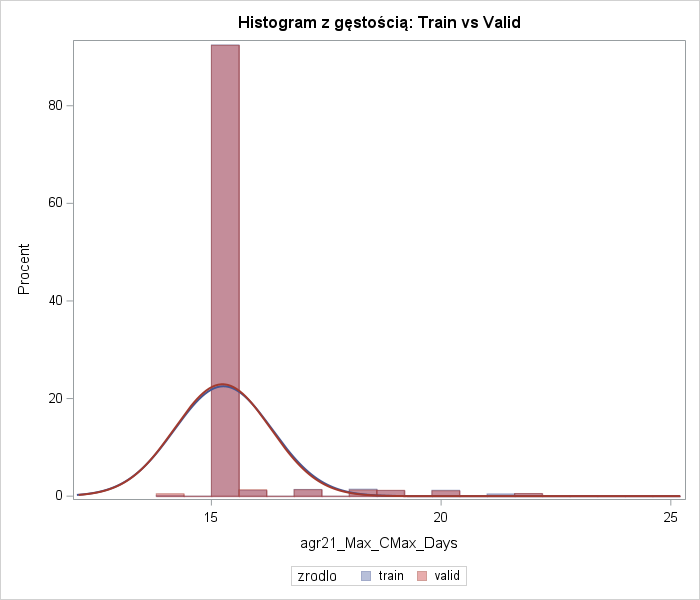 Histogram z gęstością: Train vs Valid
Procent
80
60
40
20
0
15
20
25
agr21_Max_CMax_Days
zrodlo train valid